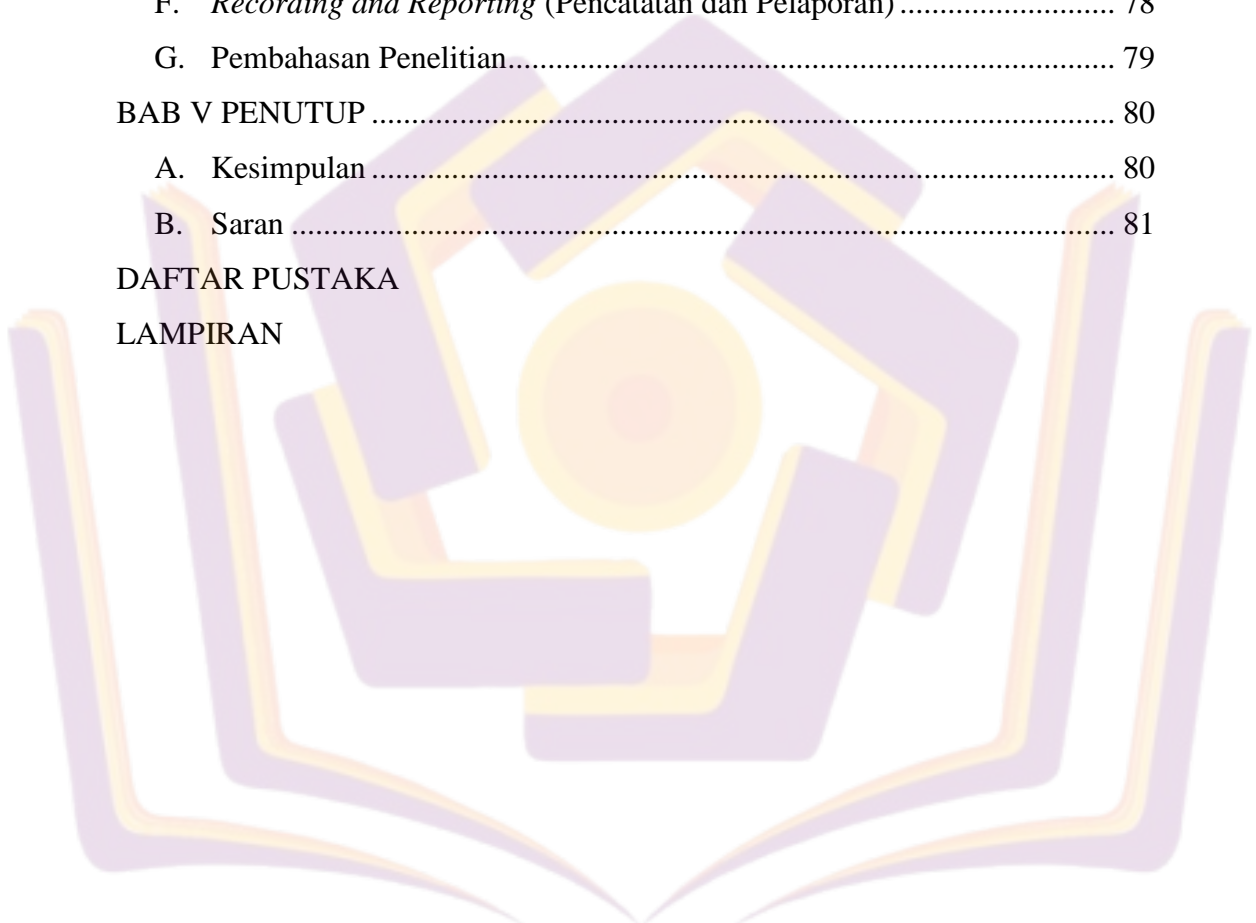 F. Recording and Reporting (Pencatatan dan Pelaporan) ............................ 78
G. Pembahasan Penelitian............................................................................. 79
BAB V PENUTUP ............................................................................................... 80
A. Kesimpulan ............................................................................................... 80
B. Saran ......................................................................................................... 81
DAFTAR PUSTAKA
LAMPIRAN